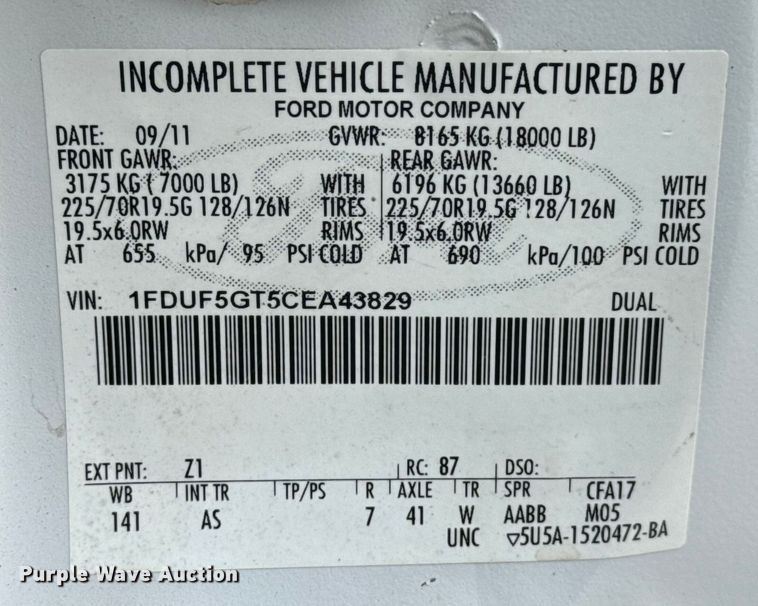 INCOMPLETE VEHICLE MANUFACTURED BY
FORD MOTOR COMPANY
DATE: 09/11 GVWR: 8165 KG (18000 LB)
FRONT GAWR: REAR GAWR:
3175 KG ( 7000 LB) WITH 6196 KG (13660 LB) WITH
225/70R19.5G 128/126N TIRES 225/70R19.5G 128/126N TIRES
19.5x6.0RW RIMS 19.5x6.0RW RIMS
AT 655 kPa/ 95 PSI COLD AT 690 kPa/100 PSI COLD
VIN: 1FDUF5GT5CEA43829 DUAL
EXT PNT: Z1 RC: 87 DSO:
WB INT TR TP/PS R AXLE TR SPR CFA17
141 AS 7 41 W AABB M05
UNC ▽5U5A-1520472-BA
Purple Wave Auction